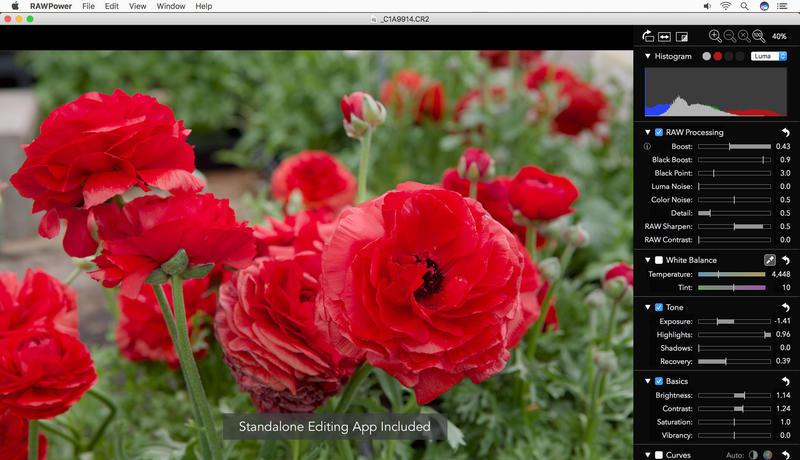 RAWPower File Edit View Window Help
_C1A9914.CR2
40%
Histogram Luma
RAW Processing
Boost: 0.43
Black Boost: 0.9
Black Point: 3.0
Luma Noise: 0.0
Color Noise: 0.5
Detail: 0.5
RAW Sharpen: 0.5
RAW Contrast: 0.0
White Balance
Temperature: 4,448
Tint: 10
Tone
Exposure: -1.41
Highlights: 0.96
Shadows: 0.0
Recovery: 0.39
Basics
Brightness: 1.14
Contrast: 1.24
Saturation: 1.0
Vibrancy: 0.0
Curves Auto:
Standalone Editing App Included